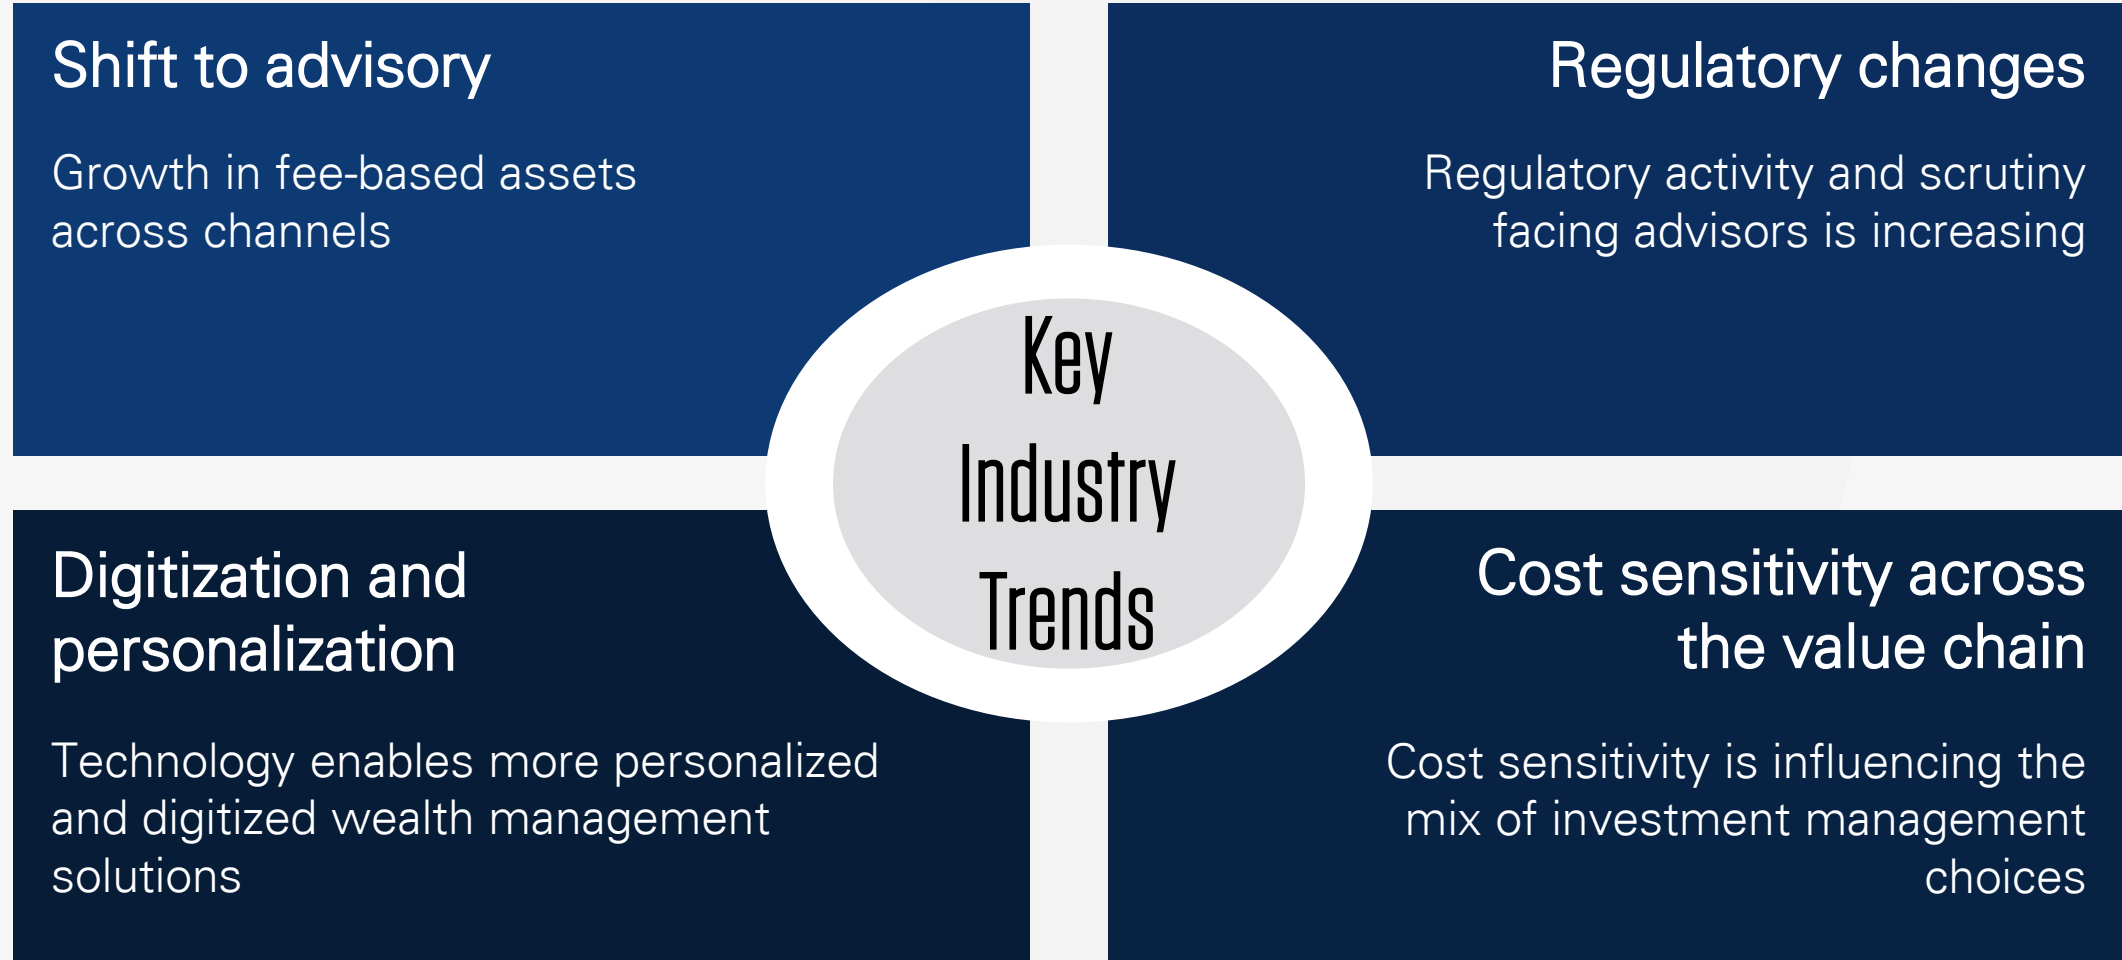 Shift to advisory
Growth in fee-based assets
across channels
Regulatory changes
Regulatory activity and scrutiny
facing advisors is increasing
Key
Industry
Trends
Digitization and
personalization
Technology enables more personalized
and digitized wealth management
solutions
Cost sensitivity across
the value chain
Cost sensitivity is influencing the
mix of investment management
choices